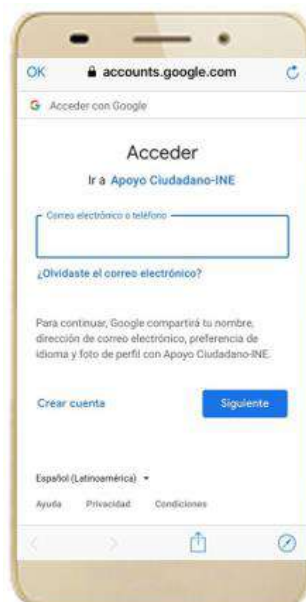 OK accounts.google.com
G Acceder con Google
Acceder
Ir a Apoyo Ciudadano-INE
Correo electrónico o teléfono
¿Olvidaste el correo electrónico?
Para continuar, Google compartirá tu nombre,
dirección de correo electrónico, preferencia de
idioma y foto de perfil con Apoyo Ciudadano-INE.
Crear cuenta Siguiente
Español (Latinoamérica)
Ayuda Privacidad Condiciones